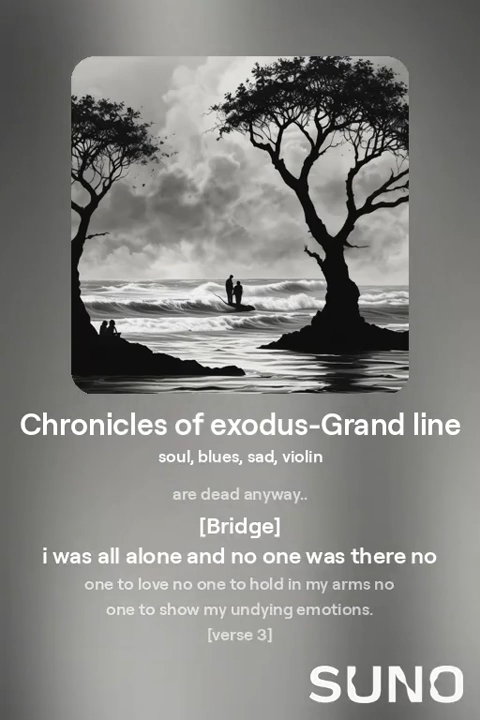 Chronicles of exodus-Grand line
soul, blues, sad, violin
are dead anyway..
[Bridge]
i was all alone and no one was there no
one to love no one to hold in my arms no
one to show my undying emotions.
[verse 3]
SUNO